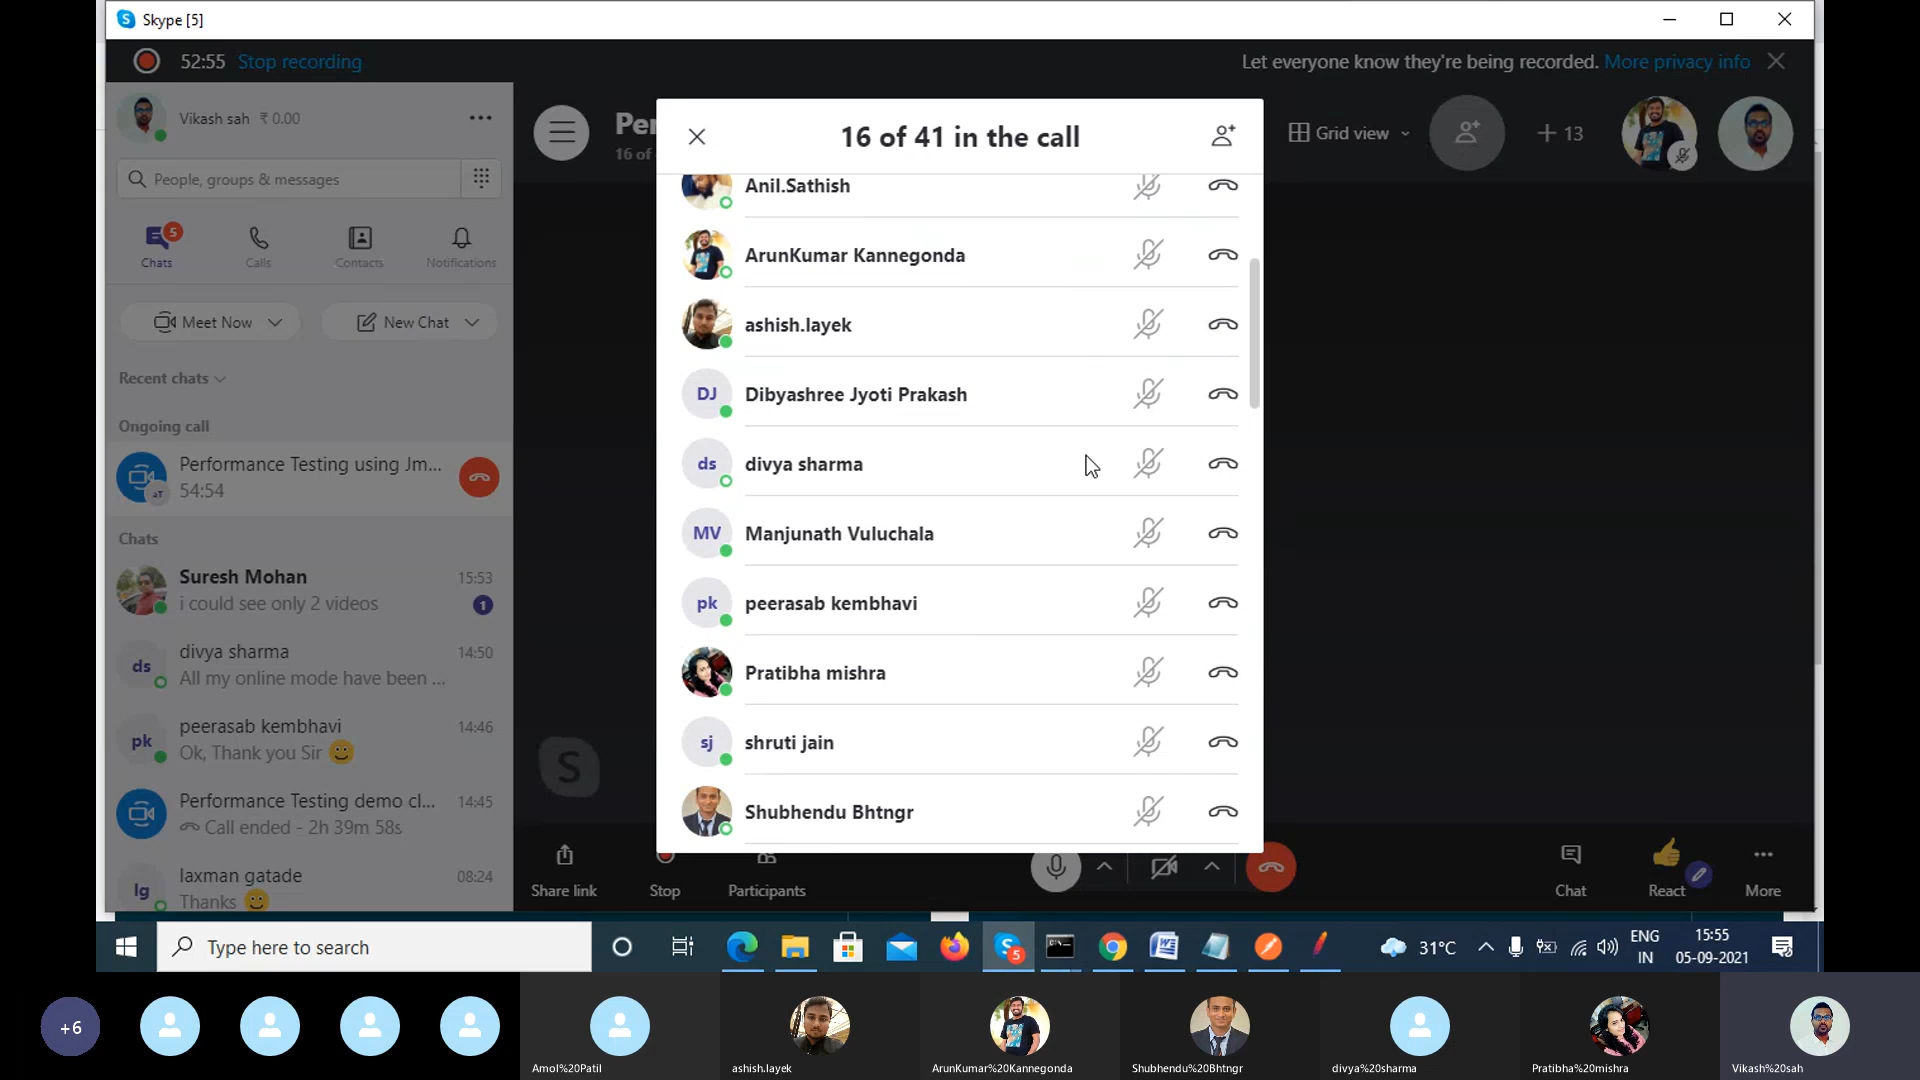 Skype [5]
52:55 Stop recording
Let everyone know they're being recorded. More privacy info
Vikash sah ₹ 0.00
People, groups & messages
5
Chats
Calls
Contacts
Notifications
Meet Now
New Chat
Recent chats
Ongoing call
Performance Testing using Jm...
54:54
Chats
Suresh Mohan 15:53
i could see only 2 videos 1
ds
divya sharma 14:50
All my online mode have been ...
pk
peerasab kembhavi 14:46
Ok, Thank you Sir
Performance Testing demo cl... 14:45
Call ended - 2h 39m 58s
lg
laxman gatade 08:24
Thanks
Per
16 of
Grid view
+ 13
16 of 41 in the call
Anil.Sathish
ArunKumar Kannegonda
ashish.layek
DJ Dibyashree Jyoti Prakash
ds divya sharma
MV Manjunath Vuluchala
pk peerasab kembhavi
Pratibha mishra
sj shruti jain
Shubhendu Bhtngr
Share link
Stop
Participants
Chat
React
More
Type here to search
5
31°C
ENG
IN
15:55
05-09-2021
+6
Amol%20Patil
ashish.layek
ArunKumar%20Kannegonda
Shubhendu%20Bhtngr
divya%20sharma
Pratibha%20mishra
Vikash%20sah